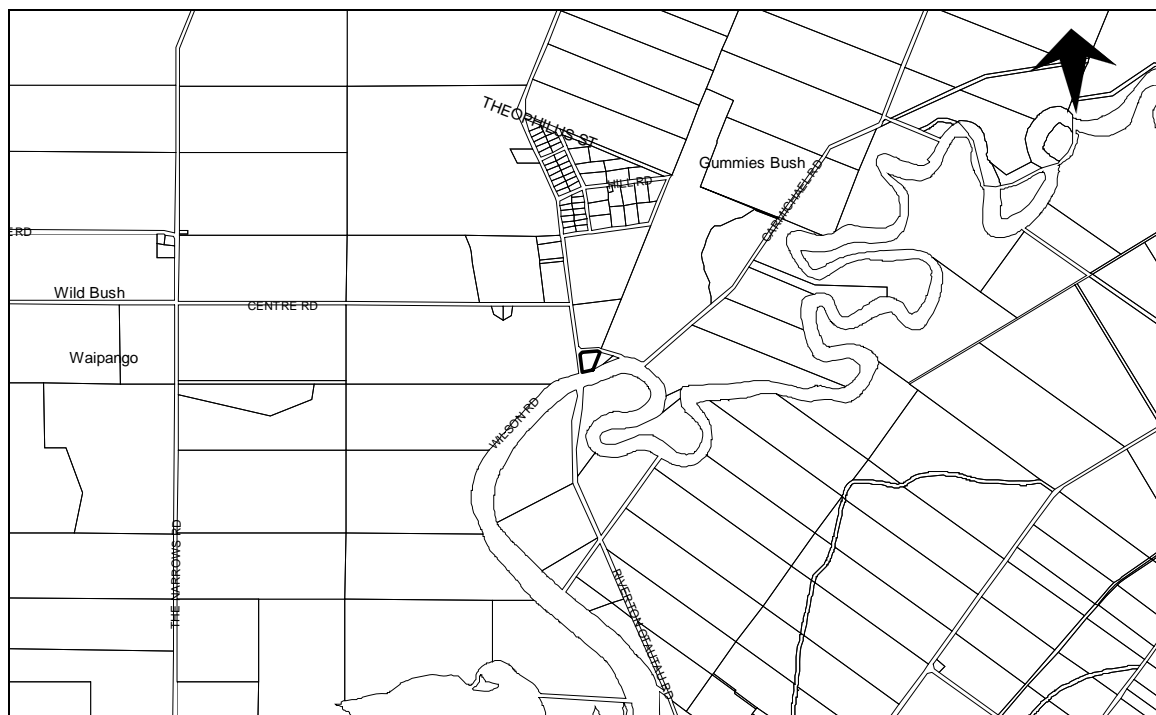 THEOPHILUS ST
Gummies Bush
HILL RD
CARMICHAEL RD
E RD
Wild Bush
CENTRE RD
Waipango
WILSON RD
THE NARROWS RD
RIVERTON OTAUTAU RD